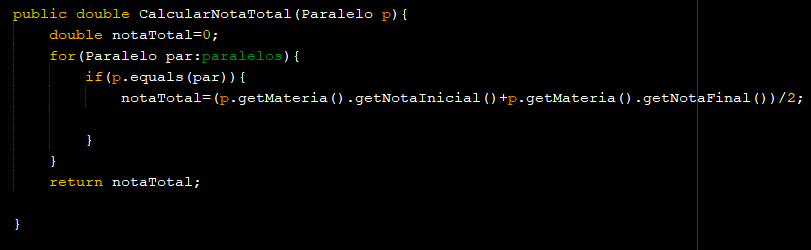 public double CalcularNotaTotal(Paralelo p){
    double notaTotal=0;
    for(Paralelo par:paralelos){
        if(p.equals(par)){
            notaTotal=(p.getMateria().getNotaInicial()+p.getMateria().getNotaFinal())/2;
        }
    }
    return notaTotal;
}